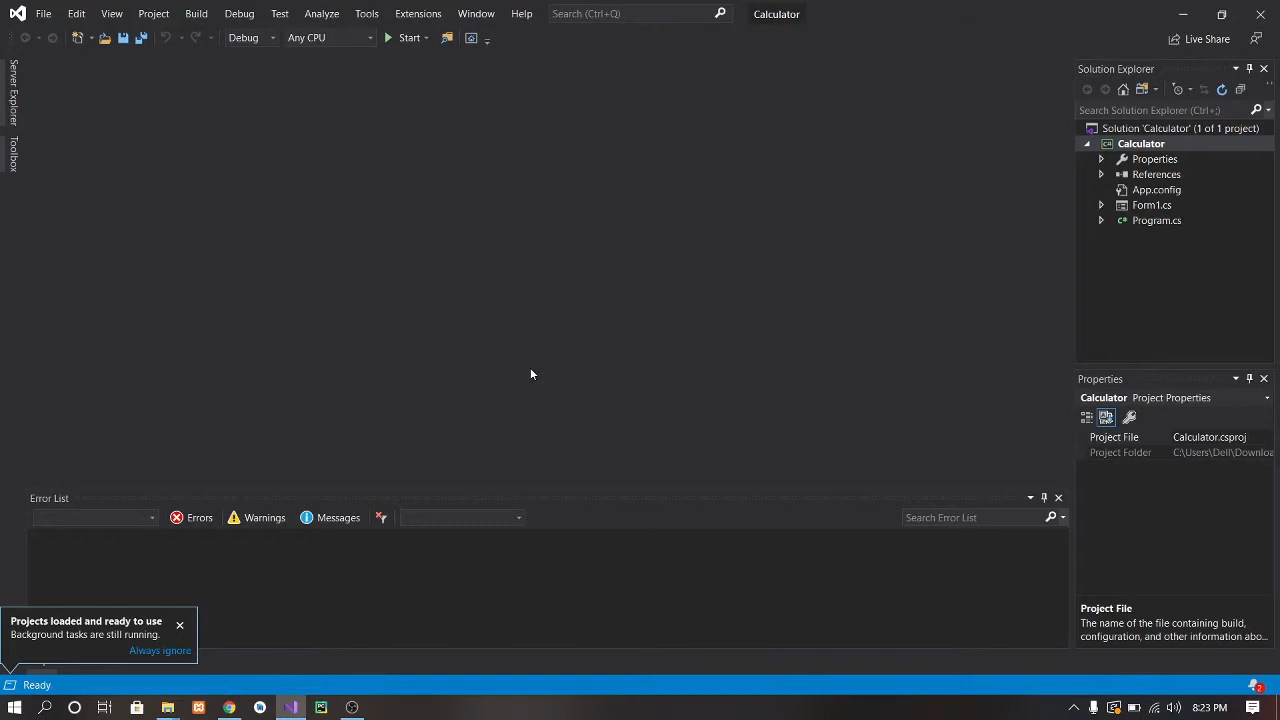 File Edit View Project Build Debug Test Analyze Tools Extensions Window Help Search (Ctrl+Q) Calculator
Debug Any CPU Start Live Share
Server Explorer
Toolbox
Solution Explorer
Search Solution Explorer (Ctrl+;)
Solution 'Calculator' (1 of 1 project)
Calculator
Properties
References
App.config
Form1.cs
Program.cs
Properties
Calculator Project Properties
Project File Calculator.csproj
Project Folder C:\Users\Dell\Downloa
Project File
The name of the file containing build,
configuration, and other information abo...
Error List
Errors Warnings Messages Search Error List
Projects loaded and ready to use
Background tasks are still running.
Always ignore
Ready 2
8:23 PM